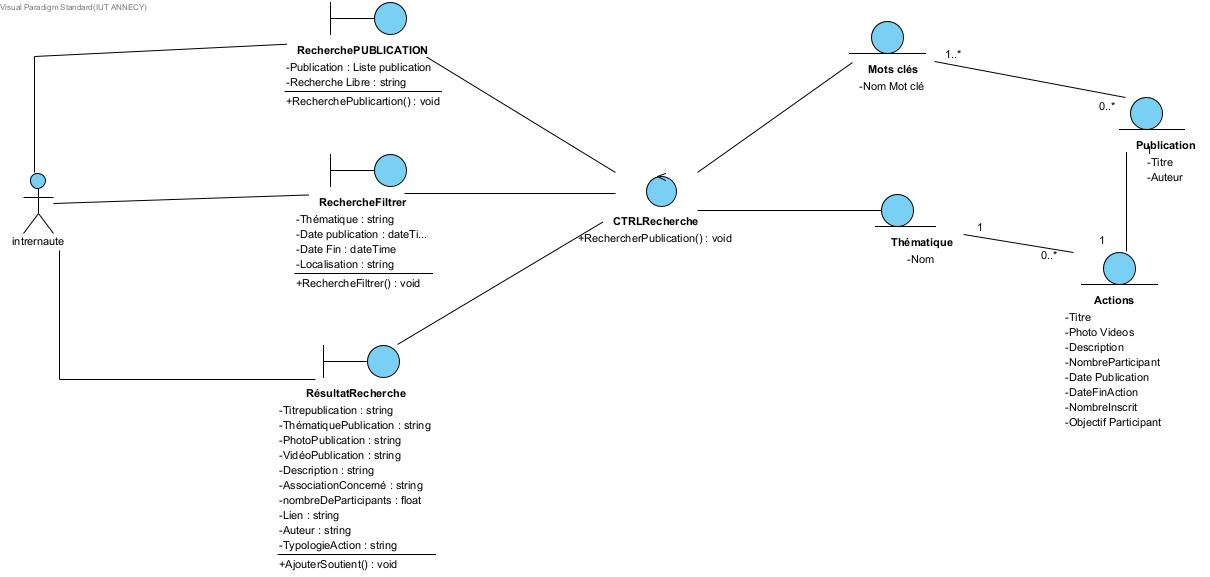 Visual Paradigm Standard(IUT ANNECY)
RecherchePUBLICATION
-Publication : Liste publication
-Recherche Libre : string
+RecherchePublicartion() : void
intrernaute
RechercheFiltrer
-Thématique : string
-Date publication : dateTi...
-Date Fin : dateTime
-Localisation : string
+RechercheFiltrer() : void
RésultatRecherche
-Titrepublication : string
-ThématiquePublication : string
-PhotoPublication : string
-VidéoPublication : string
-Description : string
-AssociationConcerné : string
-nombreDeParticipants : float
-Lien : string
-Auteur : string
-TypologieAction : string
+AjouterSoutient() : void
CTRLRecherche
+RechercherPublication() : void
Mots clés
-Nom Mot clé
1..*
0..*
Publication
1
-Titre
-Auteur
Thématique
-Nom
1
0..*
1
Actions
-Titre
-Photo Videos
-Description
-NombreParticipant
-Date Publication
-DateFinAction
-NombreInscrit
-Objectif Participant